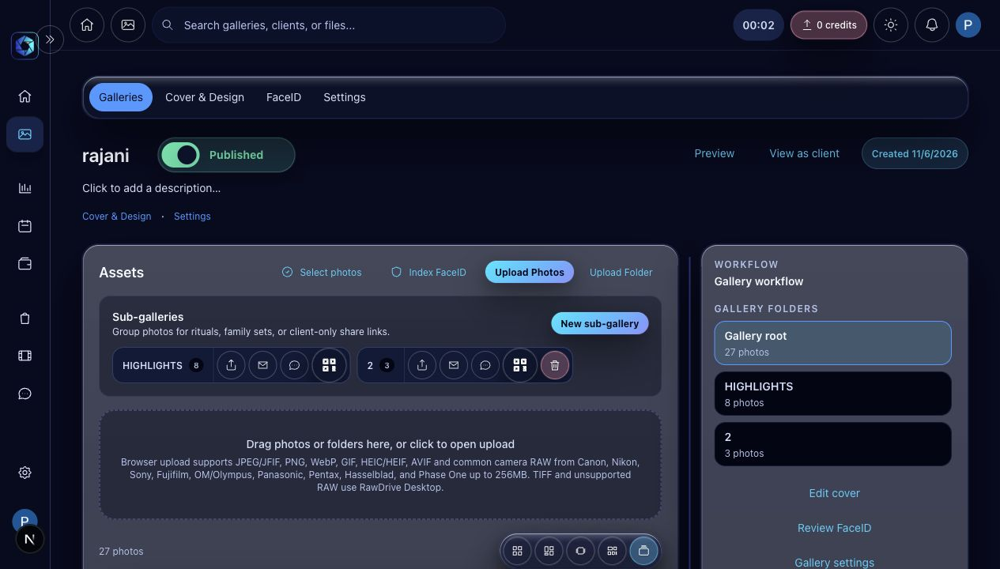 Search galleries, clients, or files...
00:02
0 credits
P
Galleries
Cover & Design
FaceID
Settings
rajani
Published
Preview
View as client
Created 11/6/2026
Click to add a description...
Cover & Design · Settings
Assets
Select photos
Index FaceID
Upload Photos
Upload Folder
Sub-galleries
Group photos for rituals, family sets, or client-only share links.
New sub-gallery
HIGHLIGHTS 8
2 3
Drag photos or folders here, or click to open upload
Browser upload supports JPEG/JFIF, PNG, WebP, GIF, HEIC/HEIF, AVIF and common camera RAW from Canon, Nikon,
Sony, Fujifilm, OM/Olympus, Panasonic, Pentax, Hasselblad, and Phase One up to 256MB. TIFF and unsupported
RAW use RawDrive Desktop.
27 photos
WORKFLOW
Gallery workflow
GALLERY FOLDERS
Gallery root
27 photos
HIGHLIGHTS
8 photos
2
3 photos
Edit cover
Review FaceID
Gallery settings
P
N